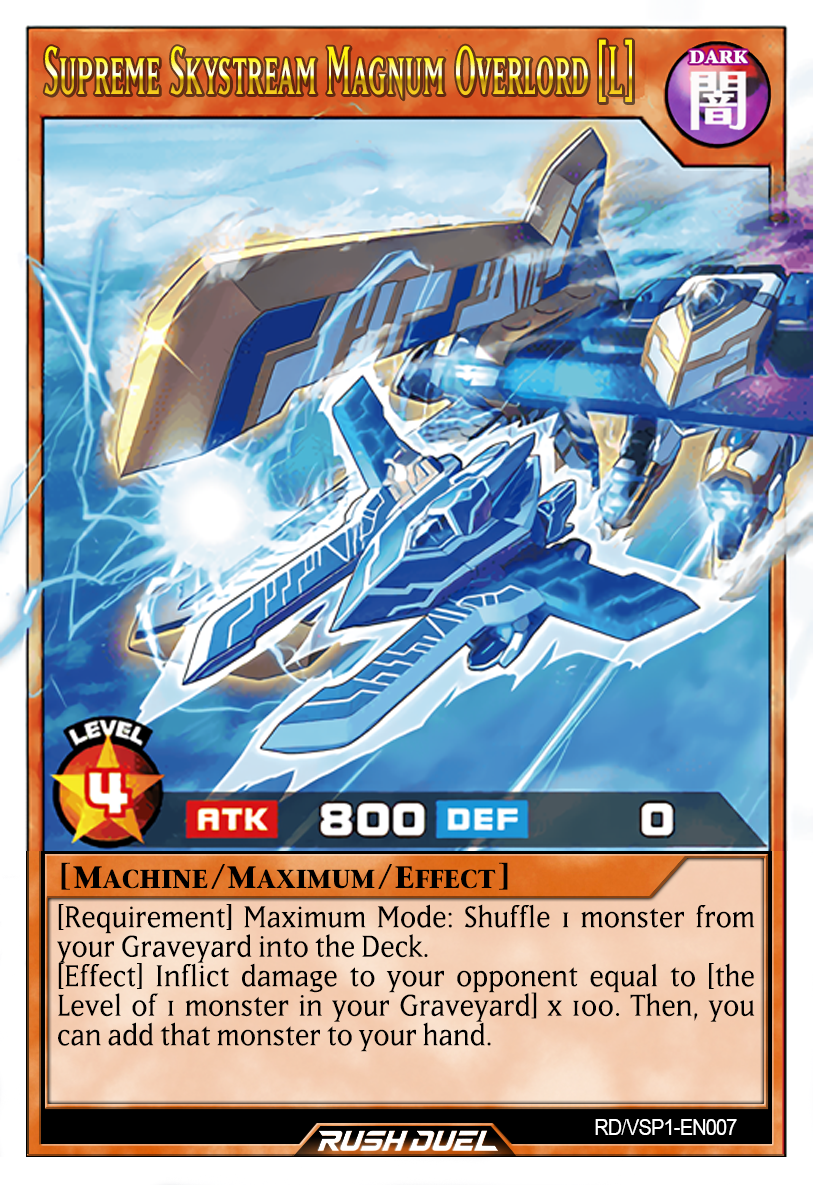 Supreme Skystream Magnum Overlord [L]
DARK
闇
LEVEL
4
ATK 800 DEF 0
[Machine/Maximum/Effect]
[Requirement] Maximum Mode: Shuffle 1 monster from
your Graveyard into the Deck.
[Effect] Inflict damage to your opponent equal to [the
Level of 1 monster in your Graveyard] x 100. Then, you
can add that monster to your hand.
RD/VSP1-EN007
RUSH DUEL